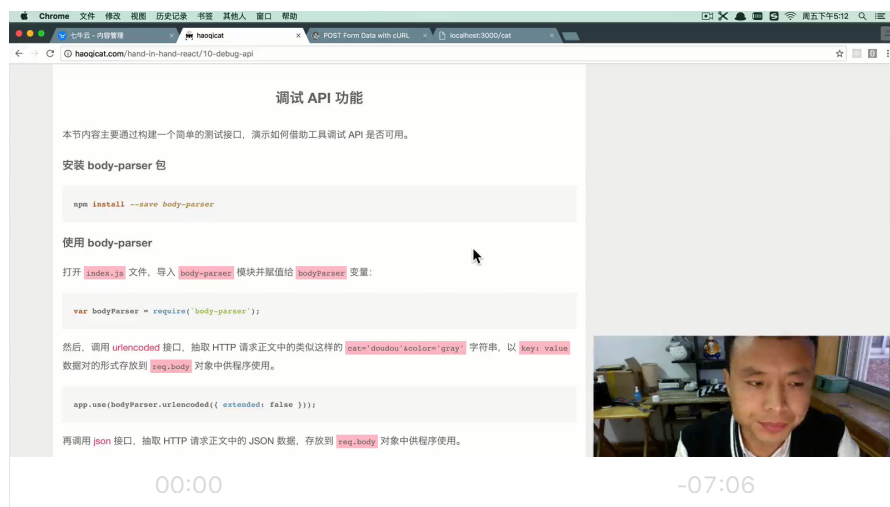 Chrome 文件 修改 视图 历史记录 书签 其他人 窗口 帮助 周五下午5:12
七牛云 - 内容管理 haoqicat POST Form Data with cURL localhost:3000/cat
haoqicat.com/hand-in-hand-react/10-debug-api
调试 API 功能
本节内容主要通过构建一个简单的测试接口，演示如何借助工具调试 API 是否可用。
安装 body-parser 包
npm install --save body-parser
使用 body-parser
打开 index.js 文件，导入 body-parser 模块并赋值给 bodyParser 变量：
var bodyParser = require('body-parser');
然后，调用 urlencoded 接口，抽取 HTTP 请求正文中的类似这样的 cat='doudou'&color='gray' 字符串，以 key: value
数据对的形式存放到 req.body 对象中供程序使用。
app.use(bodyParser.urlencoded({ extended: false }));
再调用 json 接口，抽取 HTTP 请求正文中的 JSON 数据，存放到 req.body 对象中供程序使用。
00:00 -07:06